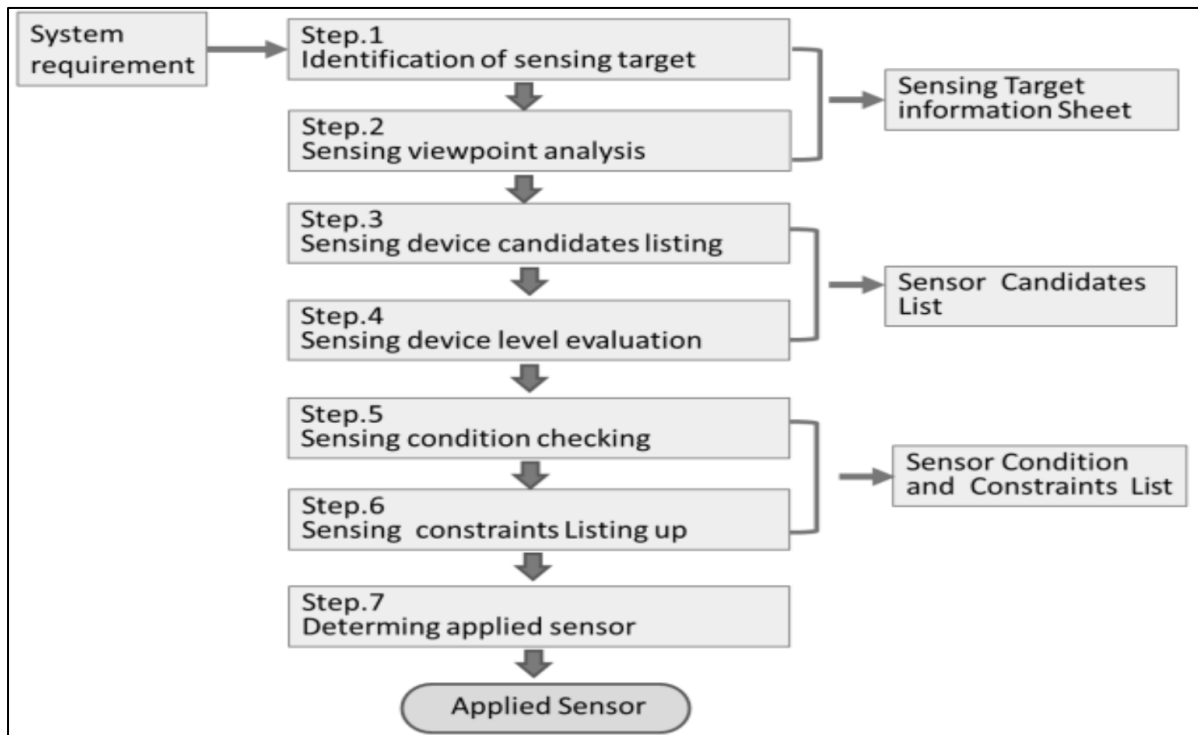 System
requirement
Step.1
Identification of sensing target
Step.2
Sensing viewpoint analysis
Sensing Target
information Sheet
Step.3
Sensing device candidates listing
Step.4
Sensing device level evaluation
Sensor Candidates
List
Step.5
Sensing condition checking
Step.6
Sensing constraints Listing up
Sensor Condition
and Constraints List
Step.7
Determing applied sensor
Applied Sensor